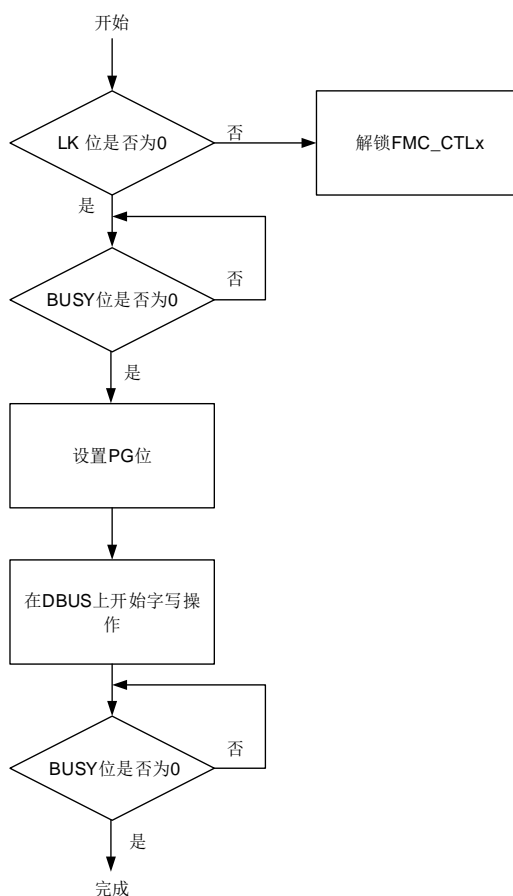 开始
LK 位是否为0
否
解锁FMC_CTLx
是
BUSY位是否为0
否
是
设置PG位
在DBUS上开始字写操
作
BUSY位是否为0
否
是
完成